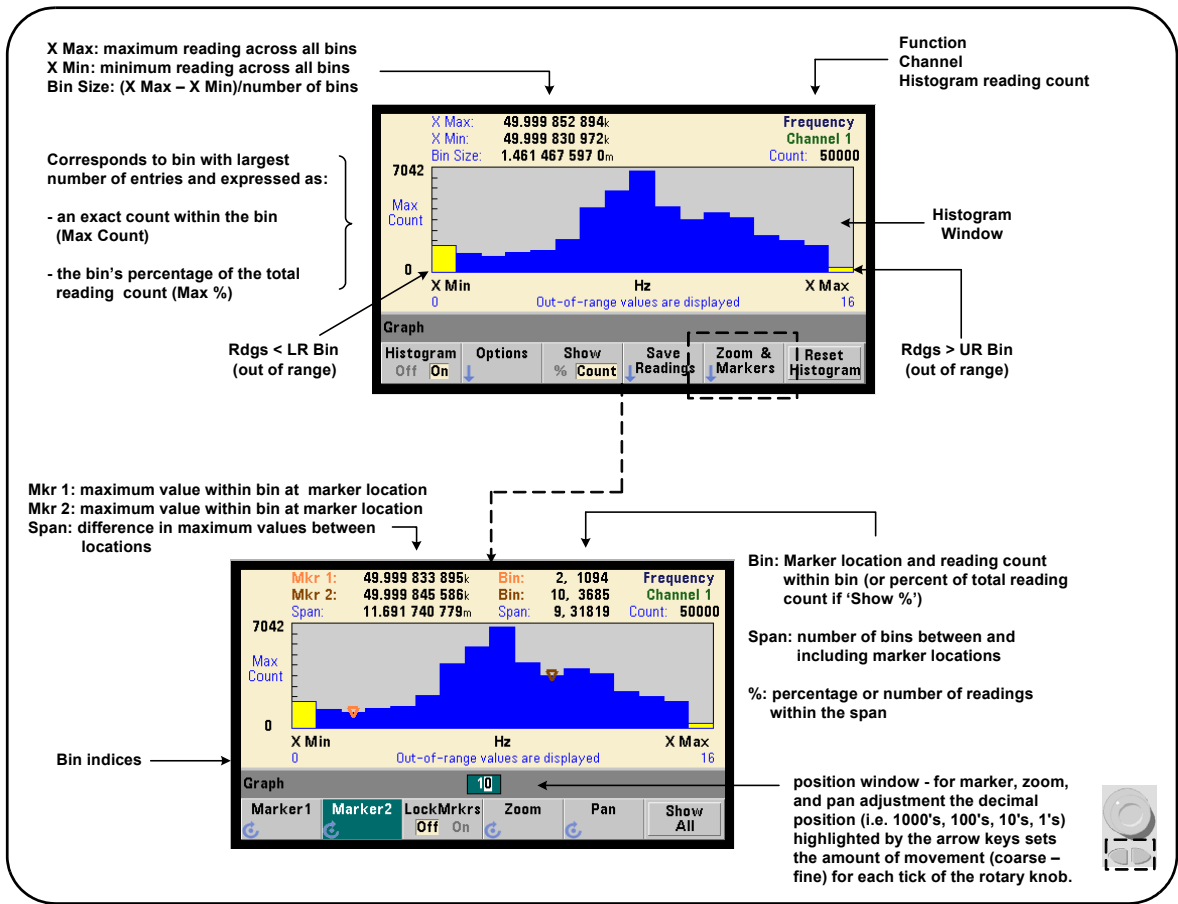 X Max: maximum reading across all bins
X Min: minimum reading across all bins
Bin Size: (X Max – X Min)/number of bins
Function
Channel
Histogram reading count
X Max: 49.999 852 894k
X Min: 49.999 830 972k
Bin Size: 1.461 467 597 0m
Frequency
Channel 1
Count: 50000
Corresponds to bin with largest
number of entries and expressed as:
- an exact count within the bin
(Max Count)
- the bin's percentage of the total
reading count (Max %)
7042
Max
Count
0
X Min
Hz
X Max
0
Out-of-range values are displayed
16
Histogram
Window
Graph
Histogram
Off On
Options
Show
% Count
Save
Readings
Zoom &
Markers
Reset
Histogram
Rdgs < LR Bin
(out of range)
Rdgs > UR Bin
(out of range)
Mkr 1: maximum value within bin at marker location
Mkr 2: maximum value within bin at marker location
Span: difference in maximum values between
locations
Mkr 1: 49.999 833 895k Bin: 2, 1094
Mkr 2: 49.999 845 586k Bin: 10, 3685
Span: 11.691 740 779m Span: 9, 31819
Frequency
Channel 1
Count: 50000
7042
Max
Count
0
X Min
Hz
X Max
0
Out-of-range values are displayed
16
Bin indices
Graph
10
Marker1
Marker2
LockMrkrs
Off On
Zoom
Pan
Show
All
Bin: Marker location and reading count
within bin (or percent of total reading
count if 'Show %')
Span: number of bins between and
including marker locations
%: percentage or number of readings
within the span
position window - for marker, zoom,
and pan adjustment the decimal
position (i.e. 1000's, 100's, 10's, 1's)
highlighted by the arrow keys sets
the amount of movement (coarse –
fine) for each tick of the rotary knob.